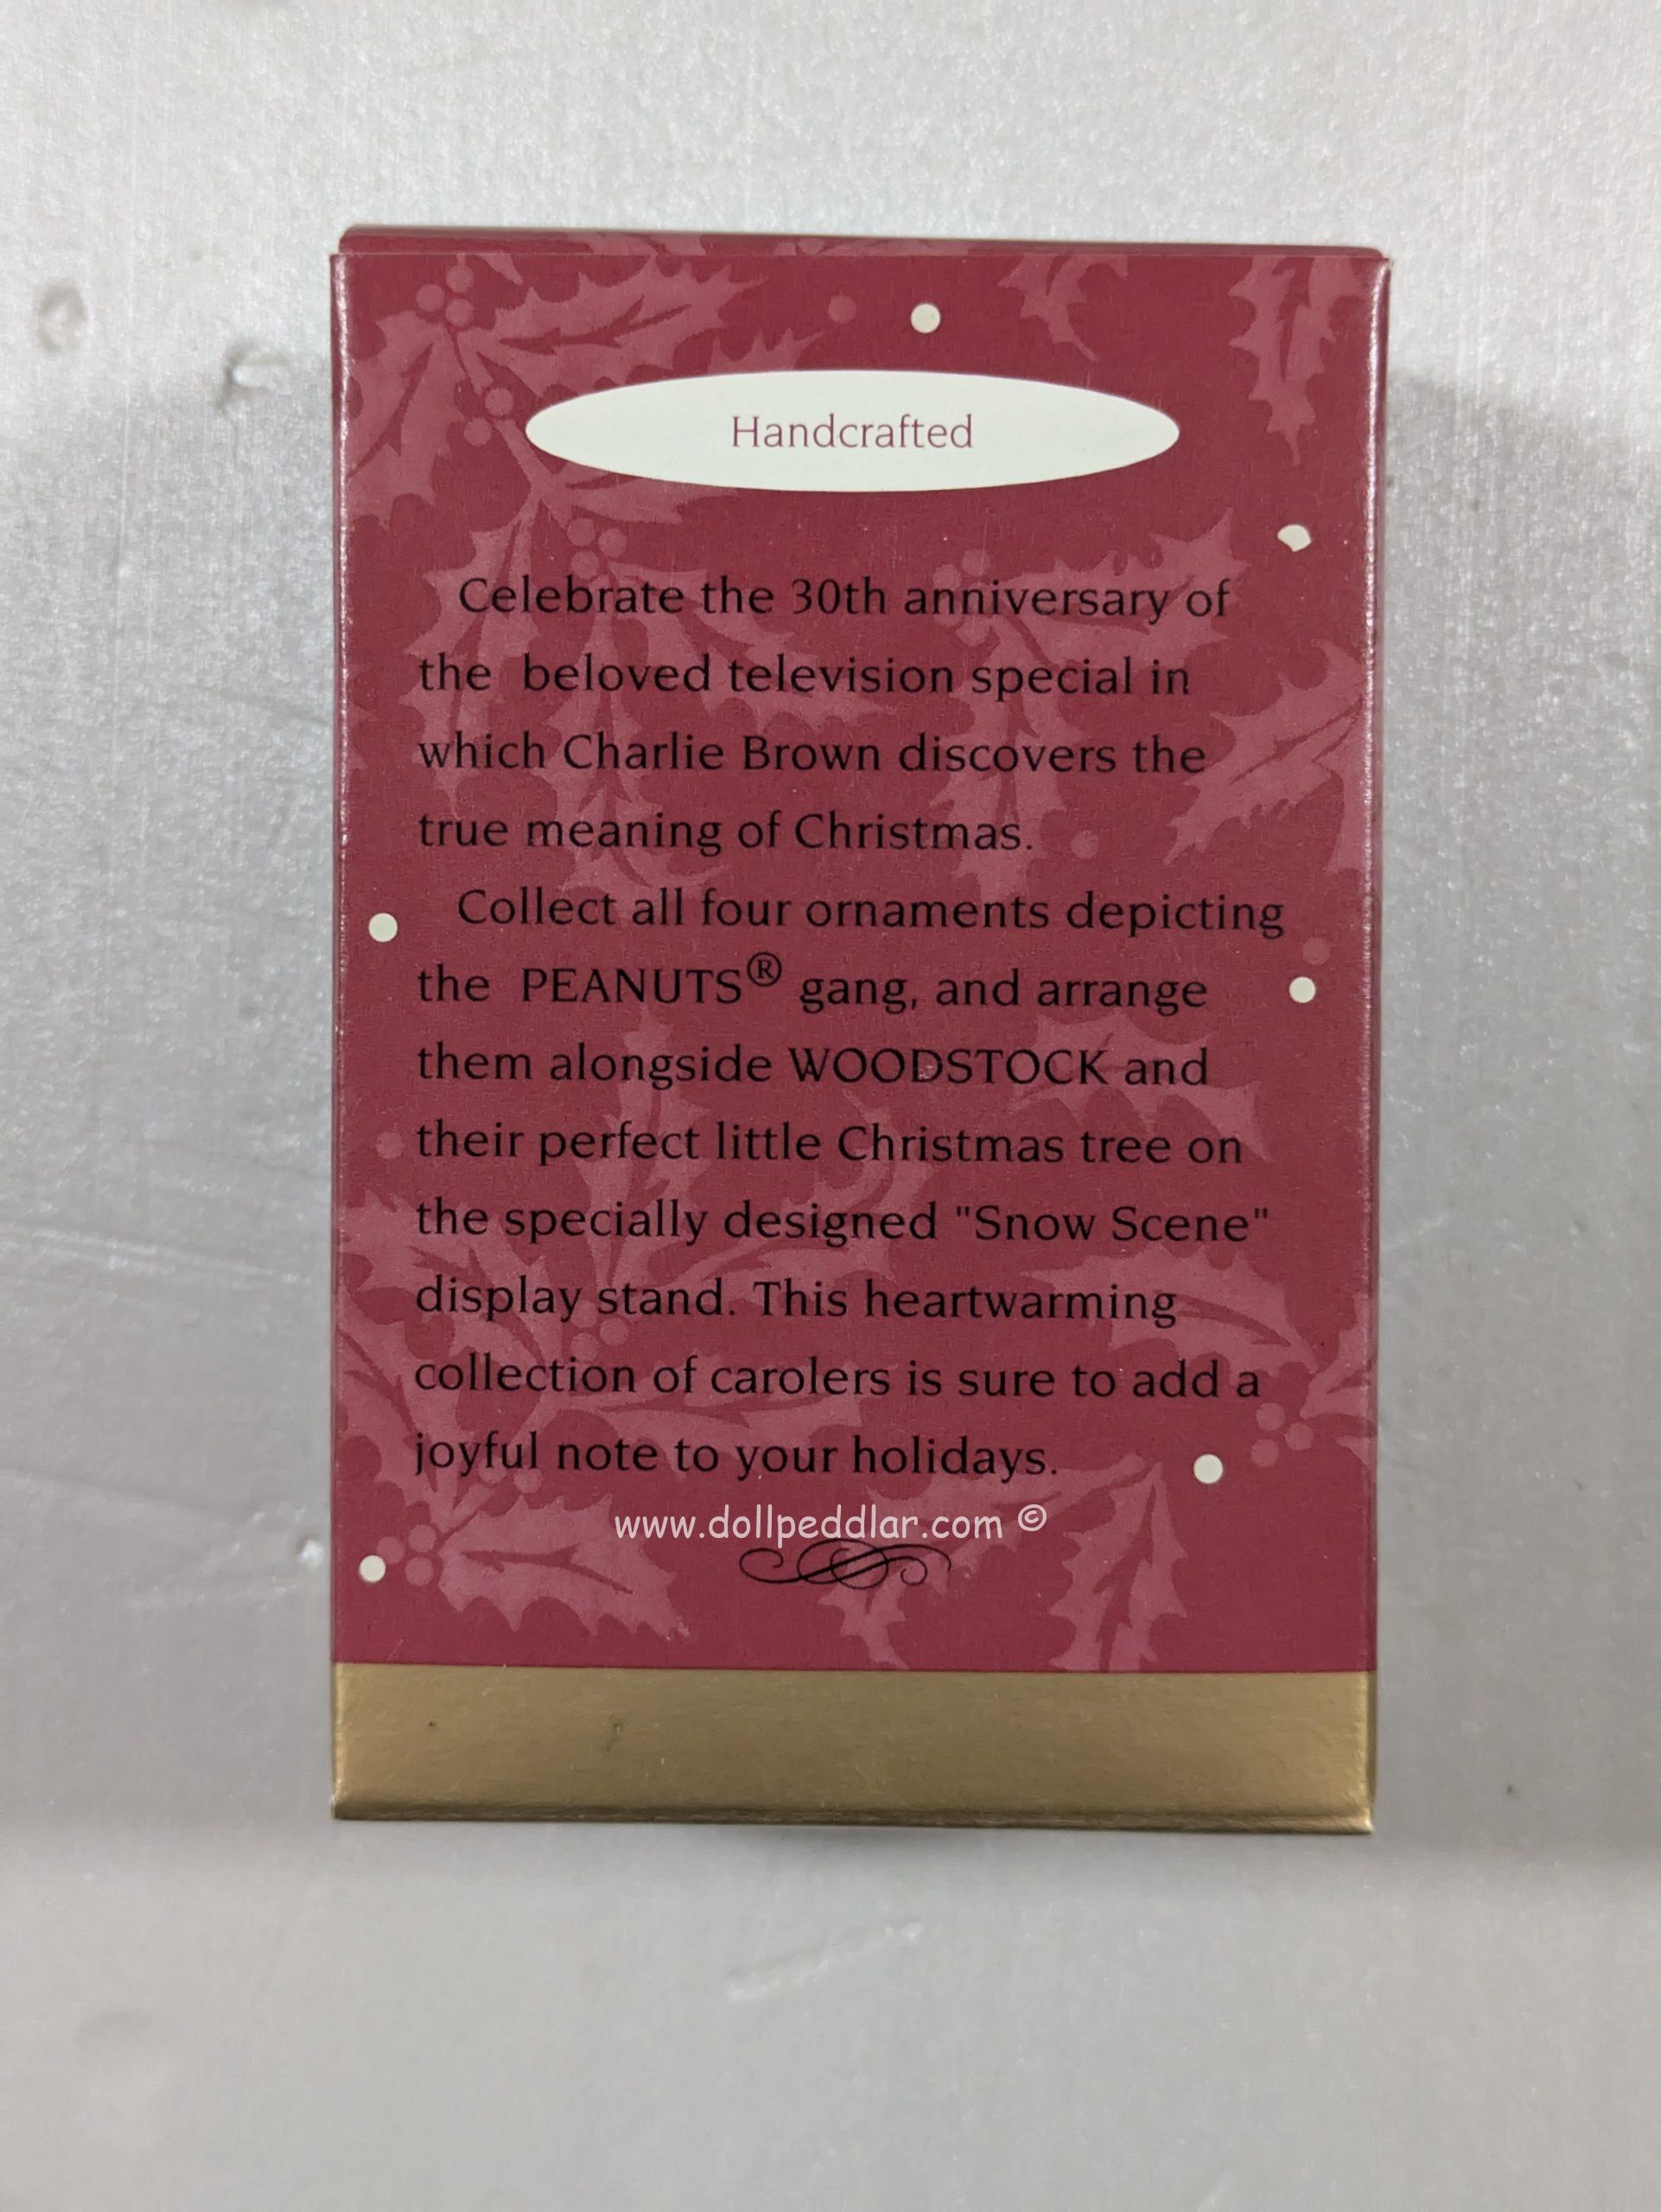 Handcrafted
Celebrate the 30th anniversary of
the beloved television special in
which Charlie Brown discovers the
true meaning of Christmas.
Collect all four ornaments depicting
the PEANUTS® gang, and arrange
them alongside WOODSTOCK and
their perfect little Christmas tree on
the specially designed "Snow Scene"
display stand. This heartwarming
collection of carolers is sure to add a
joyful note to your holidays.
www.dollpeddlar.com ©